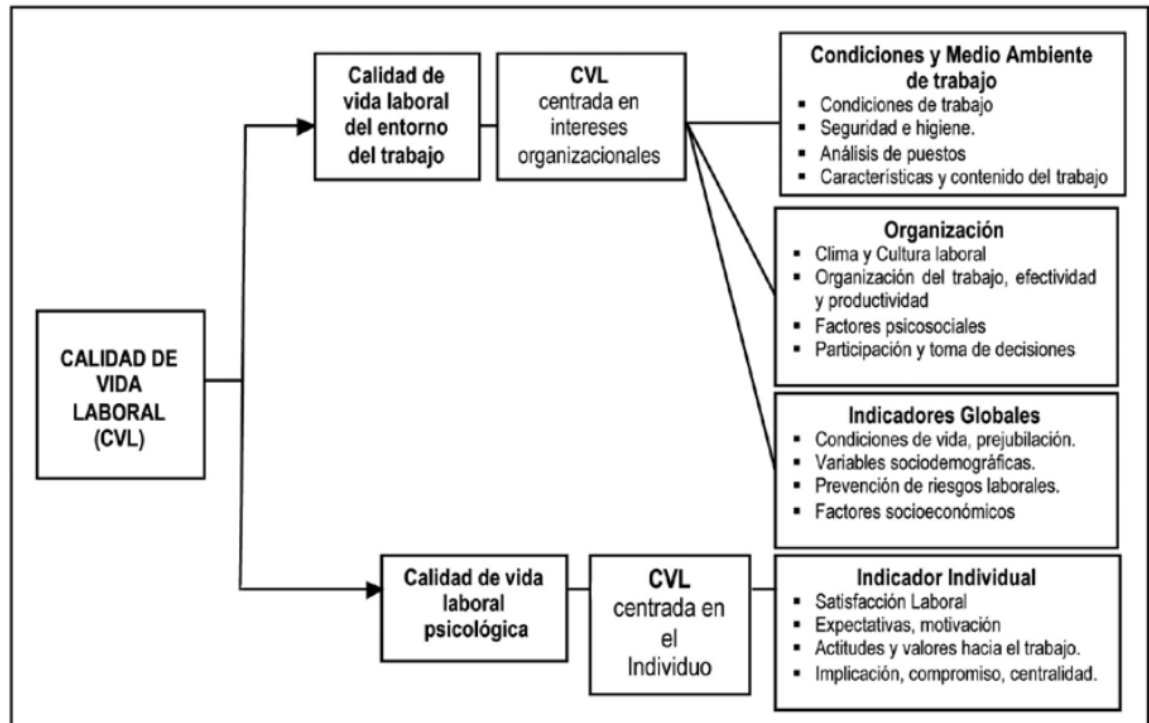 CALIDAD DE
VIDA
LABORAL
(CVL)
Calidad de
vida laboral
del entorno
del trabajo
CVL
centrada en
intereses
organizacionales
Condiciones y Medio Ambiente
de trabajo
▪ Condiciones de trabajo
▪ Seguridad e higiene.
▪ Análisis de puestos
▪ Características y contenido del trabajo
Organización
▪ Clima y Cultura laboral
▪ Organización del trabajo, efectividad
y productividad
▪ Factores psicosociales
▪ Participación y toma de decisiones
Indicadores Globales
▪ Condiciones de vida, prejubilación.
▪ Variables sociodemográficas.
▪ Prevención de riesgos laborales.
▪ Factores socioeconómicos
Calidad de vida
laboral
psicológica
CVL
centrada en
el
Individuo
Indicador Individual
▪ Satisfacción Laboral
▪ Expectativas, motivación
▪ Actitudes y valores hacia el trabajo.
▪ Implicación, compromiso, centralidad.